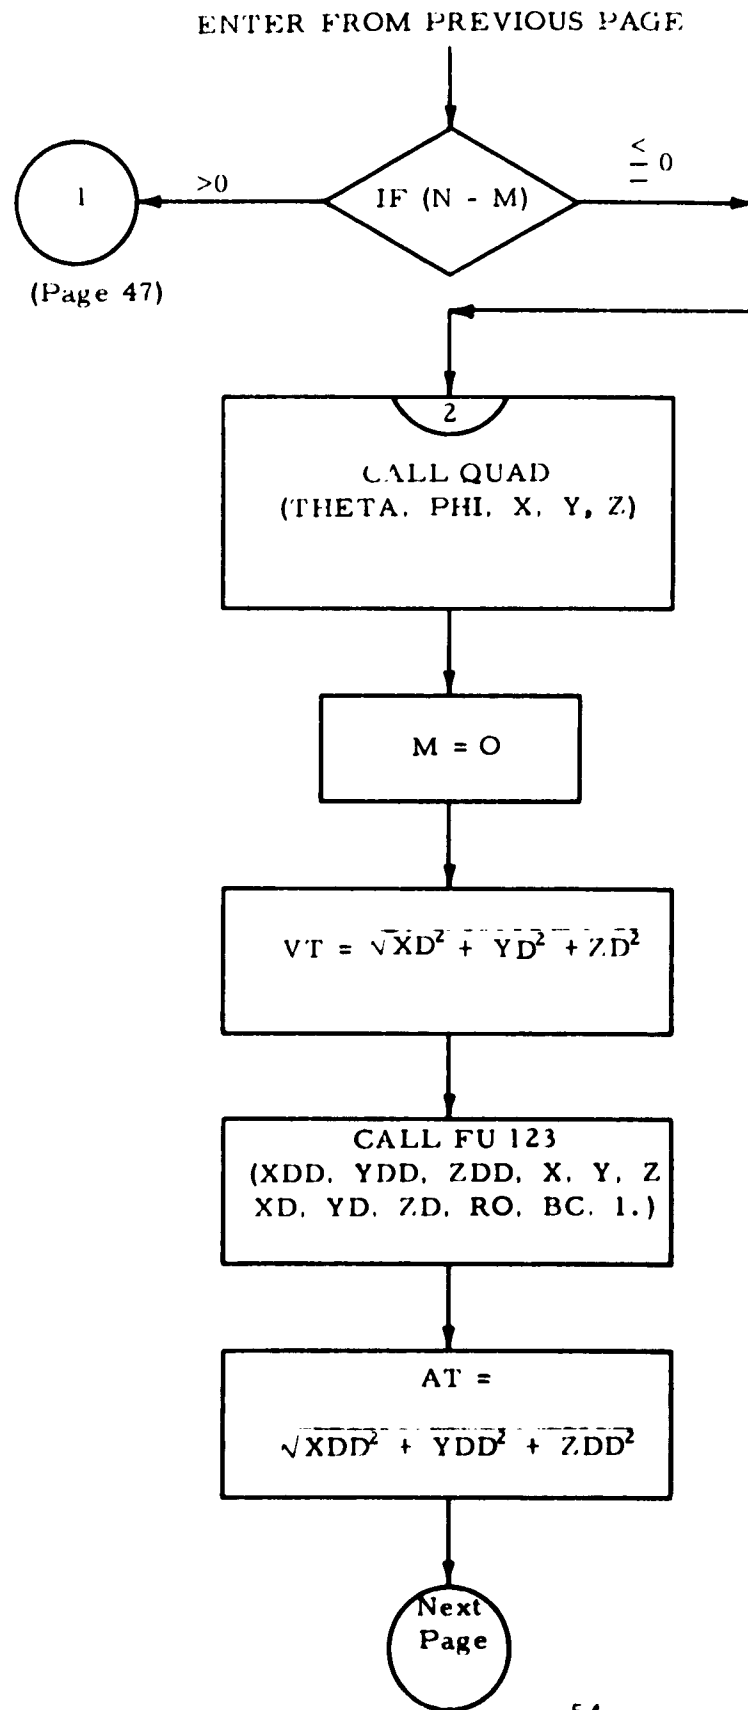 ENTER FROM PREVIOUS PAGE
IF (N - M)
>0
≤ 0
1
(Page 47)
2
CALL QUAD
(THETA, PHI, X, Y, Z)
M = O
VT = √XD² + YD² + ZD²
CALL FU 123
(XDD, YDD, ZDD, X, Y, Z
XD, YD, ZD, RO, BC, 1.)
AT =
√XDD² + YDD² + ZDD²
Next
Page
54